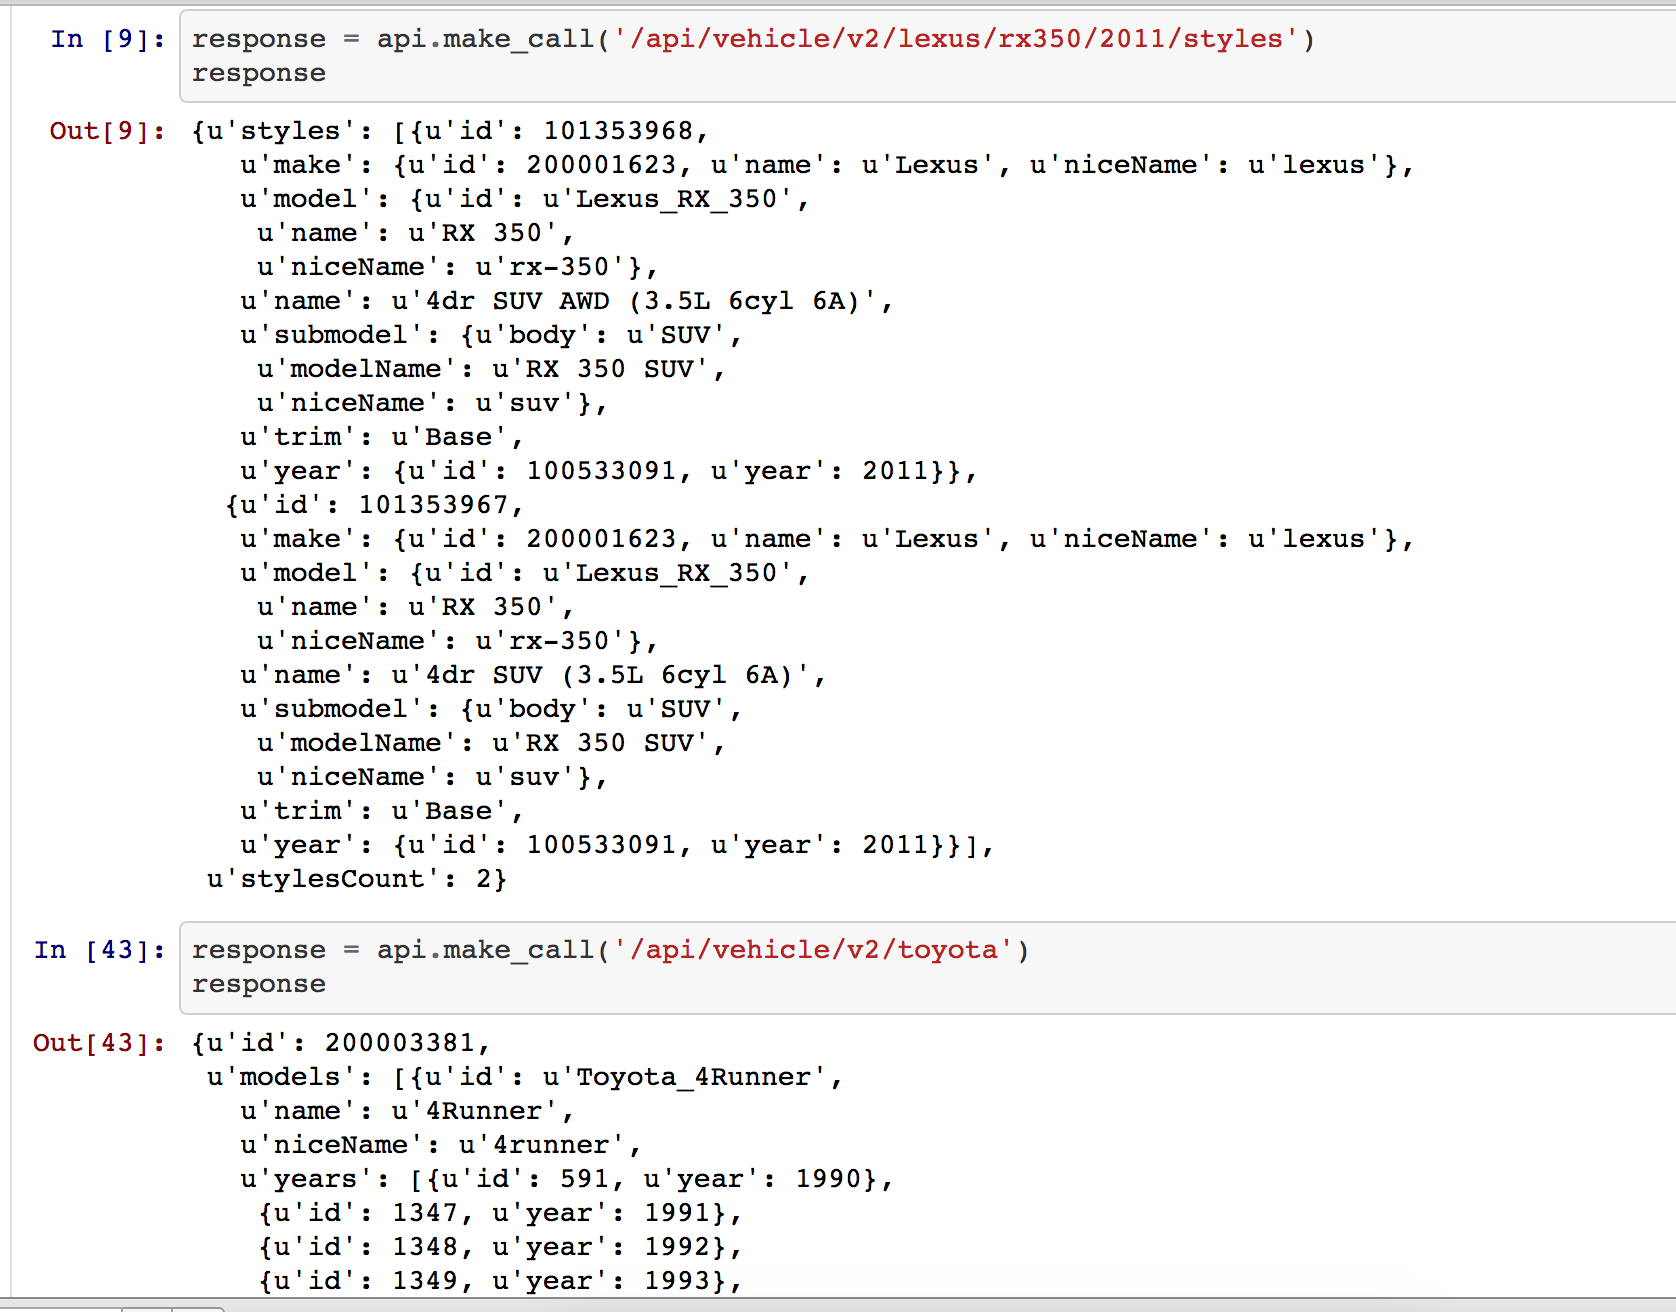 In [9]: response = api.make_call('/api/vehicle/v2/lexus/rx350/2011/styles')
response
Out[9]: {u'styles': [{u'id': 101353968,
u'make': {u'id': 200001623, u'name': u'Lexus', u'niceName': u'lexus'},
u'model': {u'id': u'Lexus_RX_350',
u'name': u'RX 350',
u'niceName': u'rx-350'},
u'name': u'4dr SUV AWD (3.5L 6cyl 6A)',
u'submodel': {u'body': u'SUV',
u'modelName': u'RX 350 SUV',
u'niceName': u'suv'},
u'trim': u'Base',
u'year': {u'id': 100533091, u'year': 2011}},
{u'id': 101353967,
u'make': {u'id': 200001623, u'name': u'Lexus', u'niceName': u'lexus'},
u'model': {u'id': u'Lexus_RX_350',
u'name': u'RX 350',
u'niceName': u'rx-350'},
u'name': u'4dr SUV (3.5L 6cyl 6A)',
u'submodel': {u'body': u'SUV',
u'modelName': u'RX 350 SUV',
u'niceName': u'suv'},
u'trim': u'Base',
u'year': {u'id': 100533091, u'year': 2011}}],
u'stylesCount': 2}
In [43]: response = api.make_call('/api/vehicle/v2/toyota')
response
Out[43]: {u'id': 200003381,
u'models': [{u'id': u'Toyota_4Runner',
u'name': u'4Runner',
u'niceName': u'4runner',
u'years': [{u'id': 591, u'year': 1990},
{u'id': 1347, u'year': 1991},
{u'id': 1348, u'year': 1992},
{u'id': 1349, u'year': 1993},